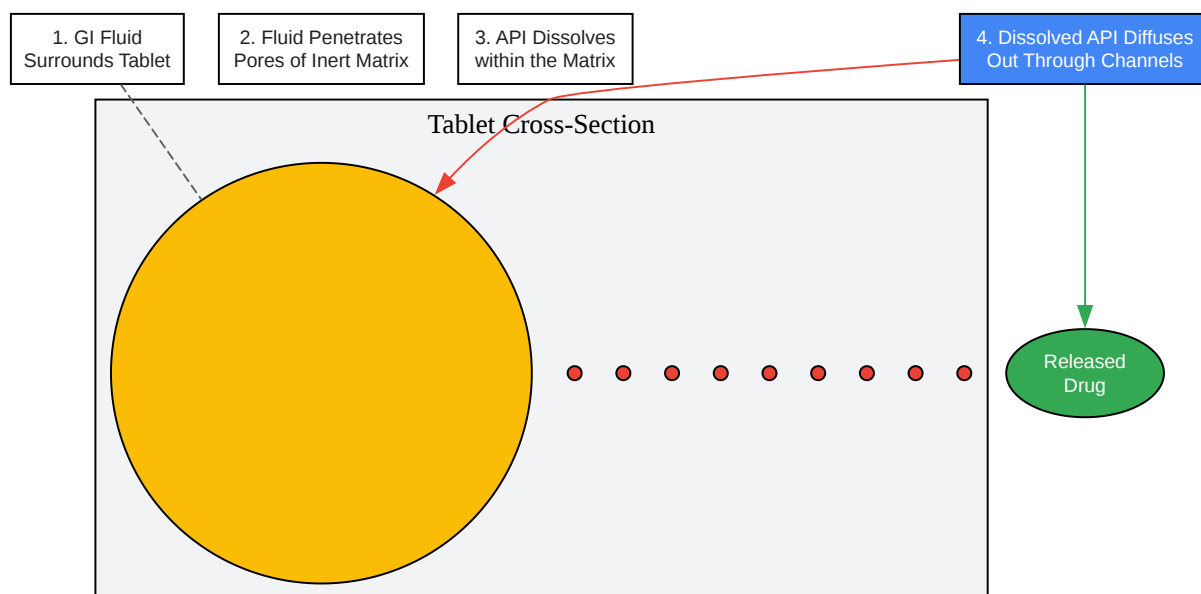 1. GI Fluid
Surrounds Tablet
2. Fluid Penetrates
Pores of Inert Matrix
3. API Dissolves
within the Matrix
4. Dissolved API Diffuses
Out Through Channels
Tablet Cross-Section
Released
Drug